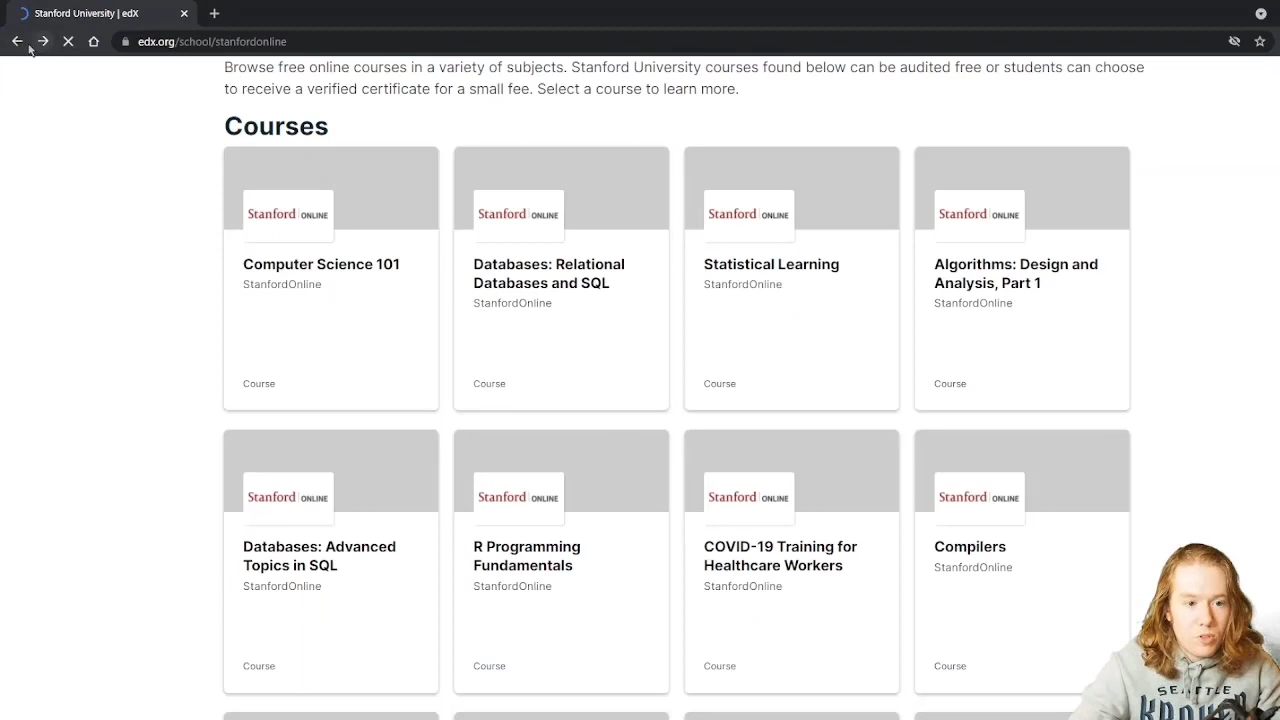 Stanford University | edX
edx.org/school/stanfordonline
Browse free online courses in a variety of subjects. Stanford University courses found below can be audited free or students can choose
to receive a verified certificate for a small fee. Select a course to learn more.
Courses
Stanford ONLINE
Computer Science 101
StanfordOnline
Course
Stanford ONLINE
Databases: Relational
Databases and SQL
StanfordOnline
Course
Stanford ONLINE
Statistical Learning
StanfordOnline
Course
Stanford ONLINE
Algorithms: Design and
Analysis, Part 1
StanfordOnline
Course
Stanford ONLINE
Databases: Advanced
Topics in SQL
StanfordOnline
Course
Stanford ONLINE
R Programming
Fundamentals
StanfordOnline
Course
Stanford ONLINE
COVID-19 Training for
Healthcare Workers
StanfordOnline
Course
Stanford ONLINE
Compilers
StanfordOnline
Course
SEATTLE